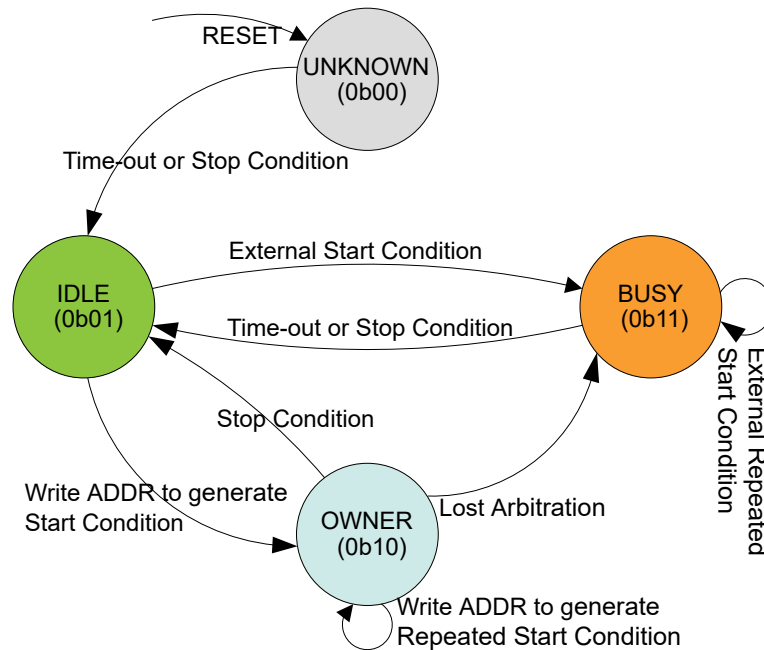 RESET
UNKNOWN
(0b00)
Time-out or Stop Condition
External Start Condition
IDLE
(0b01)
BUSY
(0b11)
Time-out or Stop Condition
External Repeated
Start Condition
Stop Condition
Write ADDR to generate
Start Condition
Lost Arbitration
OWNER
(0b10)
Write ADDR to generate
Repeated Start Condition